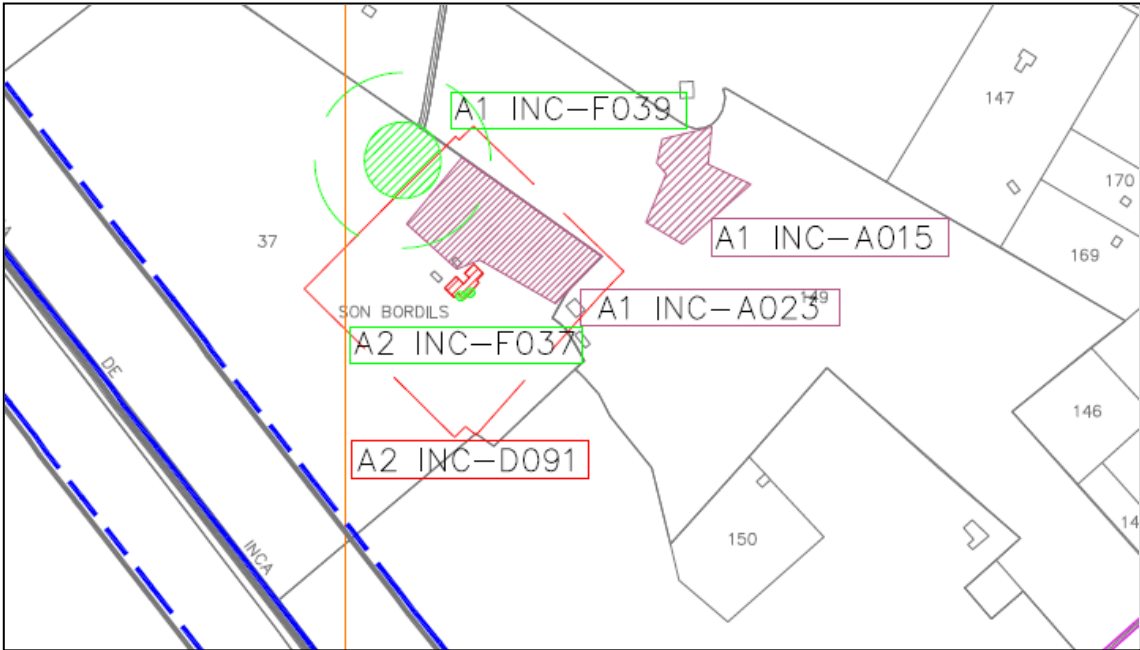 A1 INC-F039
147
170
37
A1 INC-A015
169
SON BORDILS
A1 INC-A023
149
A2 INC-F037
DE
146
A2 INC-D091
14
150
INCA